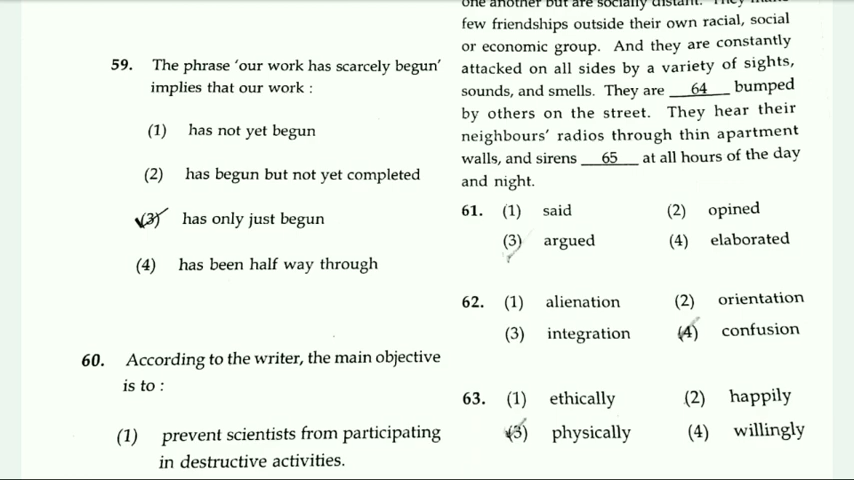 59. The phrase 'our work has scarcely begun'
implies that our work :
(1) has not yet begun
(2) has begun but not yet completed
(3) has only just begun
(4) has been half way through
60. According to the writer, the main objective
is to :
(1) prevent scientists from participating
in destructive activities.
one another but are socially distant. They
few friendships outside their own racial, social
or economic group. And they are constantly
attacked on all sides by a variety of sights,
sounds, and smells. They are 64 bumped
by others on the street. They hear their
neighbours' radios through thin apartment
walls, and sirens 65 at all hours of the day
and night.
61. (1) said (2) opined
(3) argued (4) elaborated
62. (1) alienation (2) orientation
(3) integration (4) confusion
63. (1) ethically (2) happily
(3) physically (4) willingly